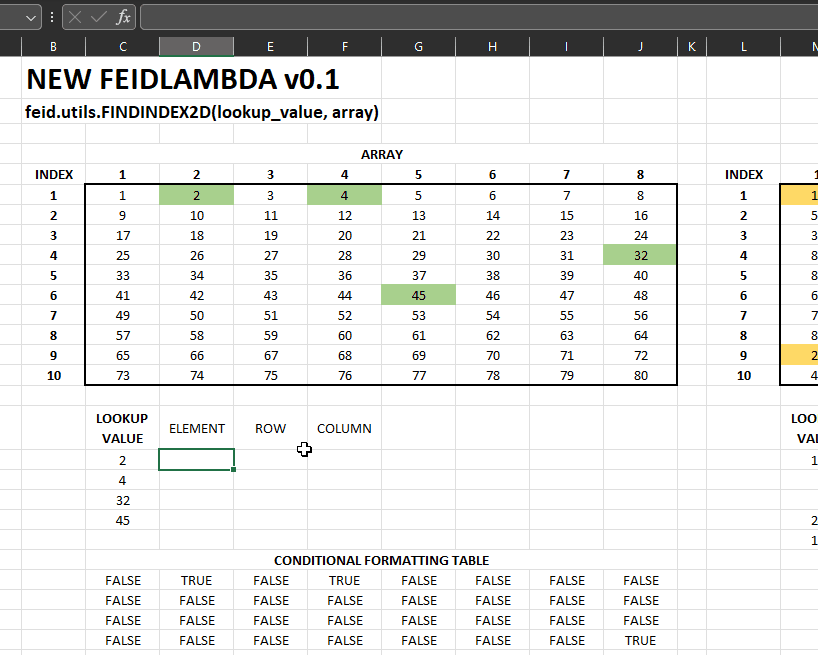 fx
B C D E F G H I J K L
NEW FEIDLAMBDA v0.1
feid.utils.FINDINDEX2D(lookup_value, array)
ARRAY
INDEX 1 2 3 4 5 6 7 8 INDEX 1
1 1 2 3 4 5 6 7 8 1 1
2 9 10 11 12 13 14 15 16 2 5
3 17 18 19 20 21 22 23 24 3 3
4 25 26 27 28 29 30 31 32 4 8
5 33 34 35 36 37 38 39 40 5 8
6 41 42 43 44 45 46 47 48 6 6
7 49 50 51 52 53 54 55 56 7 7
8 57 58 59 60 61 62 63 64 8 8
9 65 66 67 68 69 70 71 72 9 2
10 73 74 75 76 77 78 79 80 10 4
LOOKUP VALUE ELEMENT ROW COLUMN
2 1
4
32 2
45 1
CONDITIONAL FORMATTING TABLE
FALSE TRUE FALSE TRUE FALSE FALSE FALSE FALSE
FALSE FALSE FALSE FALSE FALSE FALSE FALSE FALSE
FALSE FALSE FALSE FALSE FALSE FALSE FALSE FALSE
FALSE FALSE FALSE FALSE FALSE FALSE FALSE TRUE